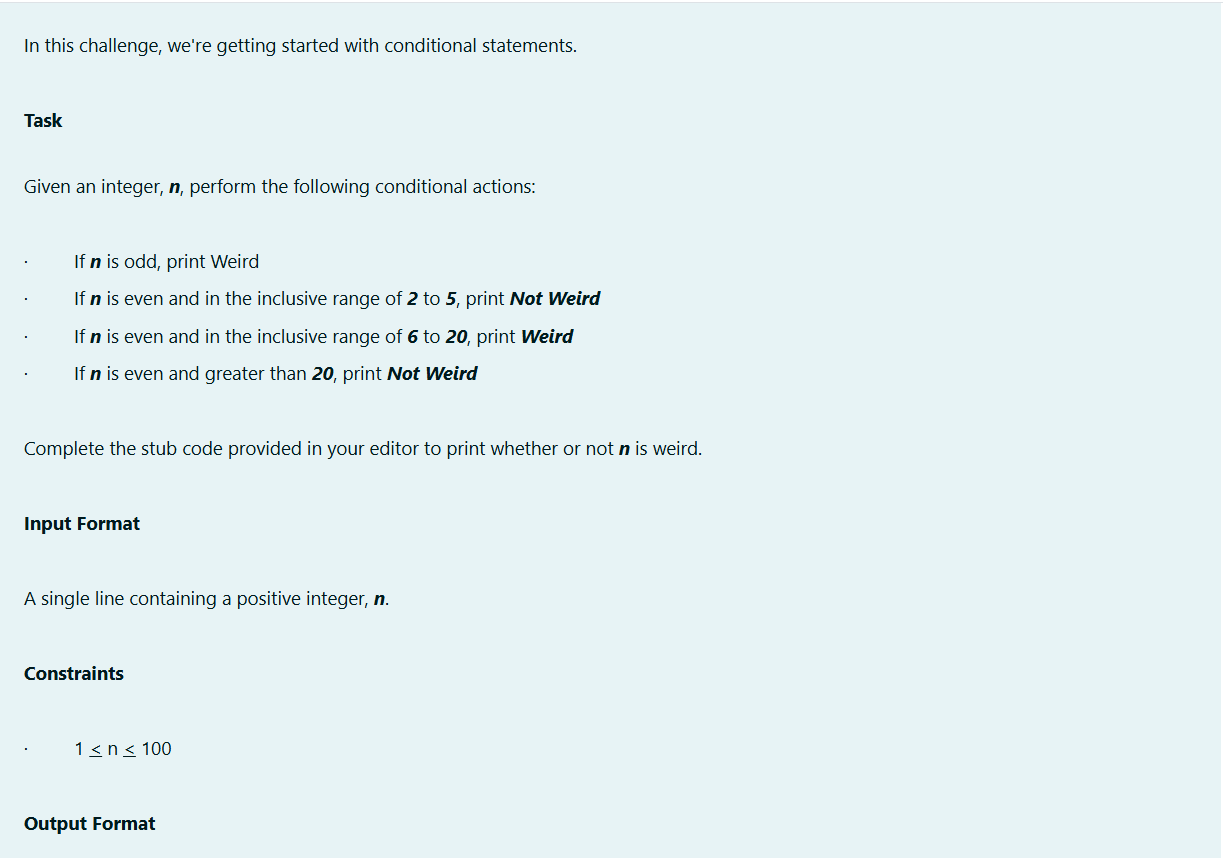 In this challenge, we're getting started with conditional statements.
Task
Given an integer, n, perform the following conditional actions:
· If n is odd, print Weird
· If n is even and in the inclusive range of 2 to 5, print Not Weird
· If n is even and in the inclusive range of 6 to 20, print Weird
· If n is even and greater than 20, print Not Weird
Complete the stub code provided in your editor to print whether or not n is weird.
Input Format
A single line containing a positive integer, n.
Constraints
· 1 < n < 100
Output Format